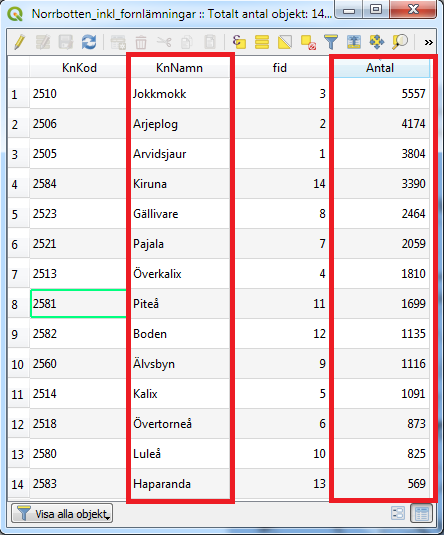 Norrbotten_inkl_fornlämningar :: Totalt antal objekt: 14...
KnKod KnNamn fid Antal
1 2510 Jokkmokk 3 5557
2 2506 Arjeplog 2 4174
3 2505 Arvidsjaur 1 3804
4 2584 Kiruna 14 3390
5 2523 Gällivare 8 2464
6 2521 Pajala 7 2059
7 2513 Överkalix 4 1810
8 2581 Piteå 11 1699
9 2582 Boden 12 1135
10 2560 Älvsbyn 9 1116
11 2514 Kalix 5 1091
12 2518 Övertorneå 6 873
13 2580 Luleå 10 825
14 2583 Haparanda 13 569
Visa alla objekt